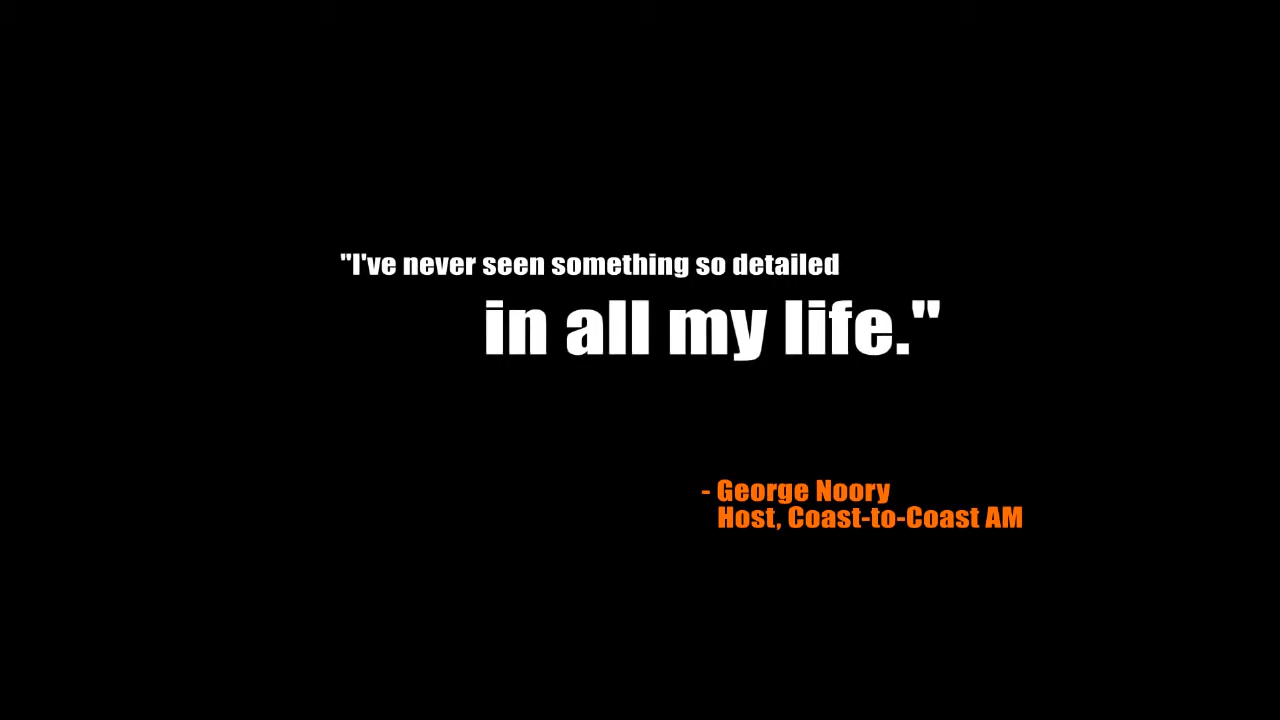 "I've never seen something so detailed
in all my life."
- George Noory
Host, Coast-to-Coast AM